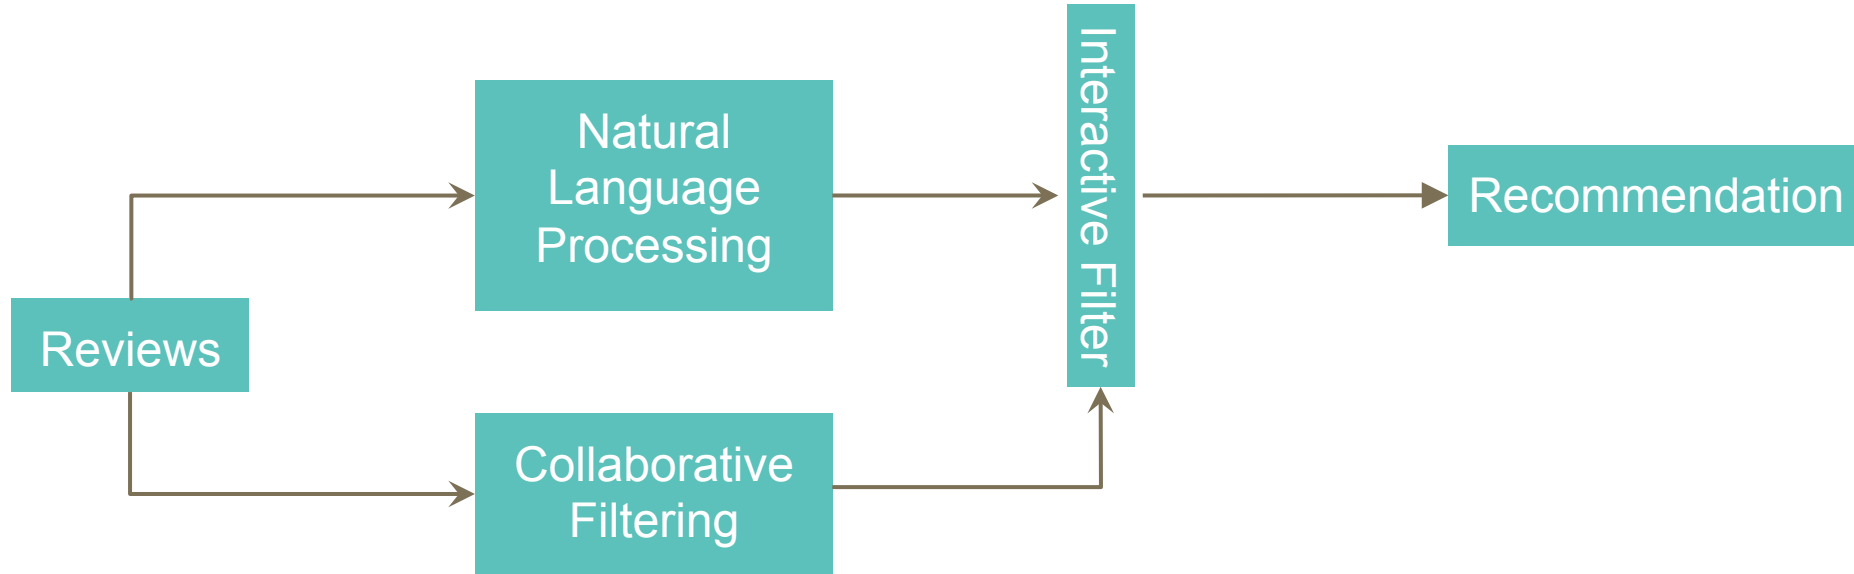 Reviews
Natural
Language
Processing
Collaborative
Filtering
Interactive Filter
Recommendation